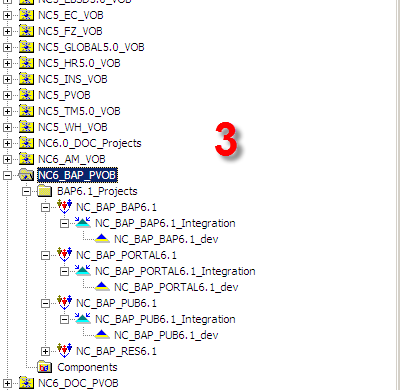 NC5_EC_VOB
NC5_FZ_VOB
NC5_GLOBAL5.0_VOB
NC5_HR5.0_VOB
NC5_INS_VOB
NC5_PVOB
NC5_TM5.0_VOB
NC5_WH_VOB
3
NC6.0_DOC_Projects
NC6_AM_VOB
NC6_BAP_PVOB
BAP6.1_Projects
NC_BAP_BAP6.1
NC_BAP_BAP6.1_Integration
NC_BAP_BAP6.1_dev
NC_BAP_PORTAL6.1
NC_BAP_PORTAL6.1_Integration
NC_BAP_PORTAL6.1_dev
NC_BAP_PUB6.1
NC_BAP_PUB6.1_Integration
NC_BAP_PUB6.1_dev
NC_BAP_RES6.1
Components
NC6_DOC_PVOB